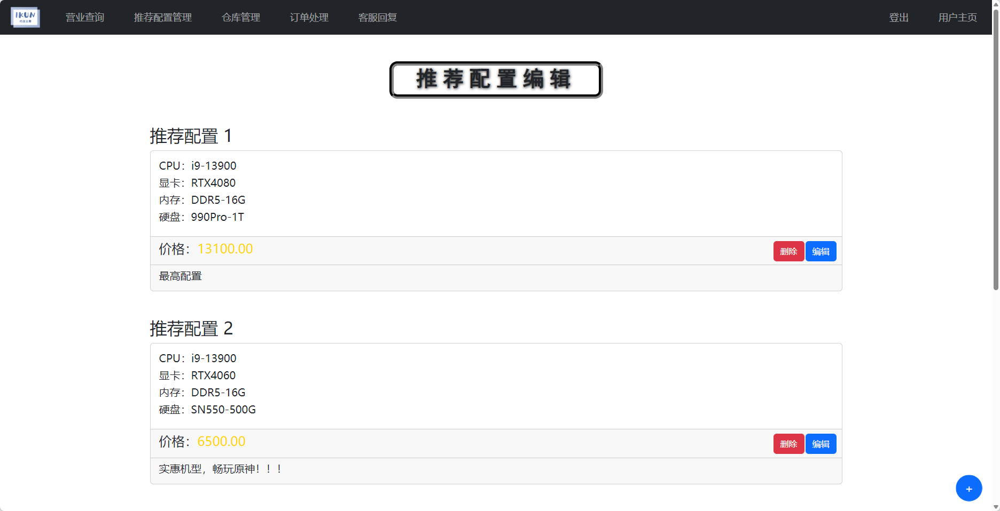 IKUN
营业查询
推荐配置管理
仓库管理
订单处理
客服回复
登出
用户主页
推荐配置编辑
推荐配置 1
CPU：i9-13900
显卡：RTX4080
内存：DDR5-16G
硬盘：990Pro-1T
价格：13100.00
删除
编辑
最高配置
推荐配置 2
CPU：i9-13900
显卡：RTX4060
内存：DDR5-16G
硬盘：SN550-500G
价格：6500.00
删除
编辑
实惠机型，畅玩原神！！！
+